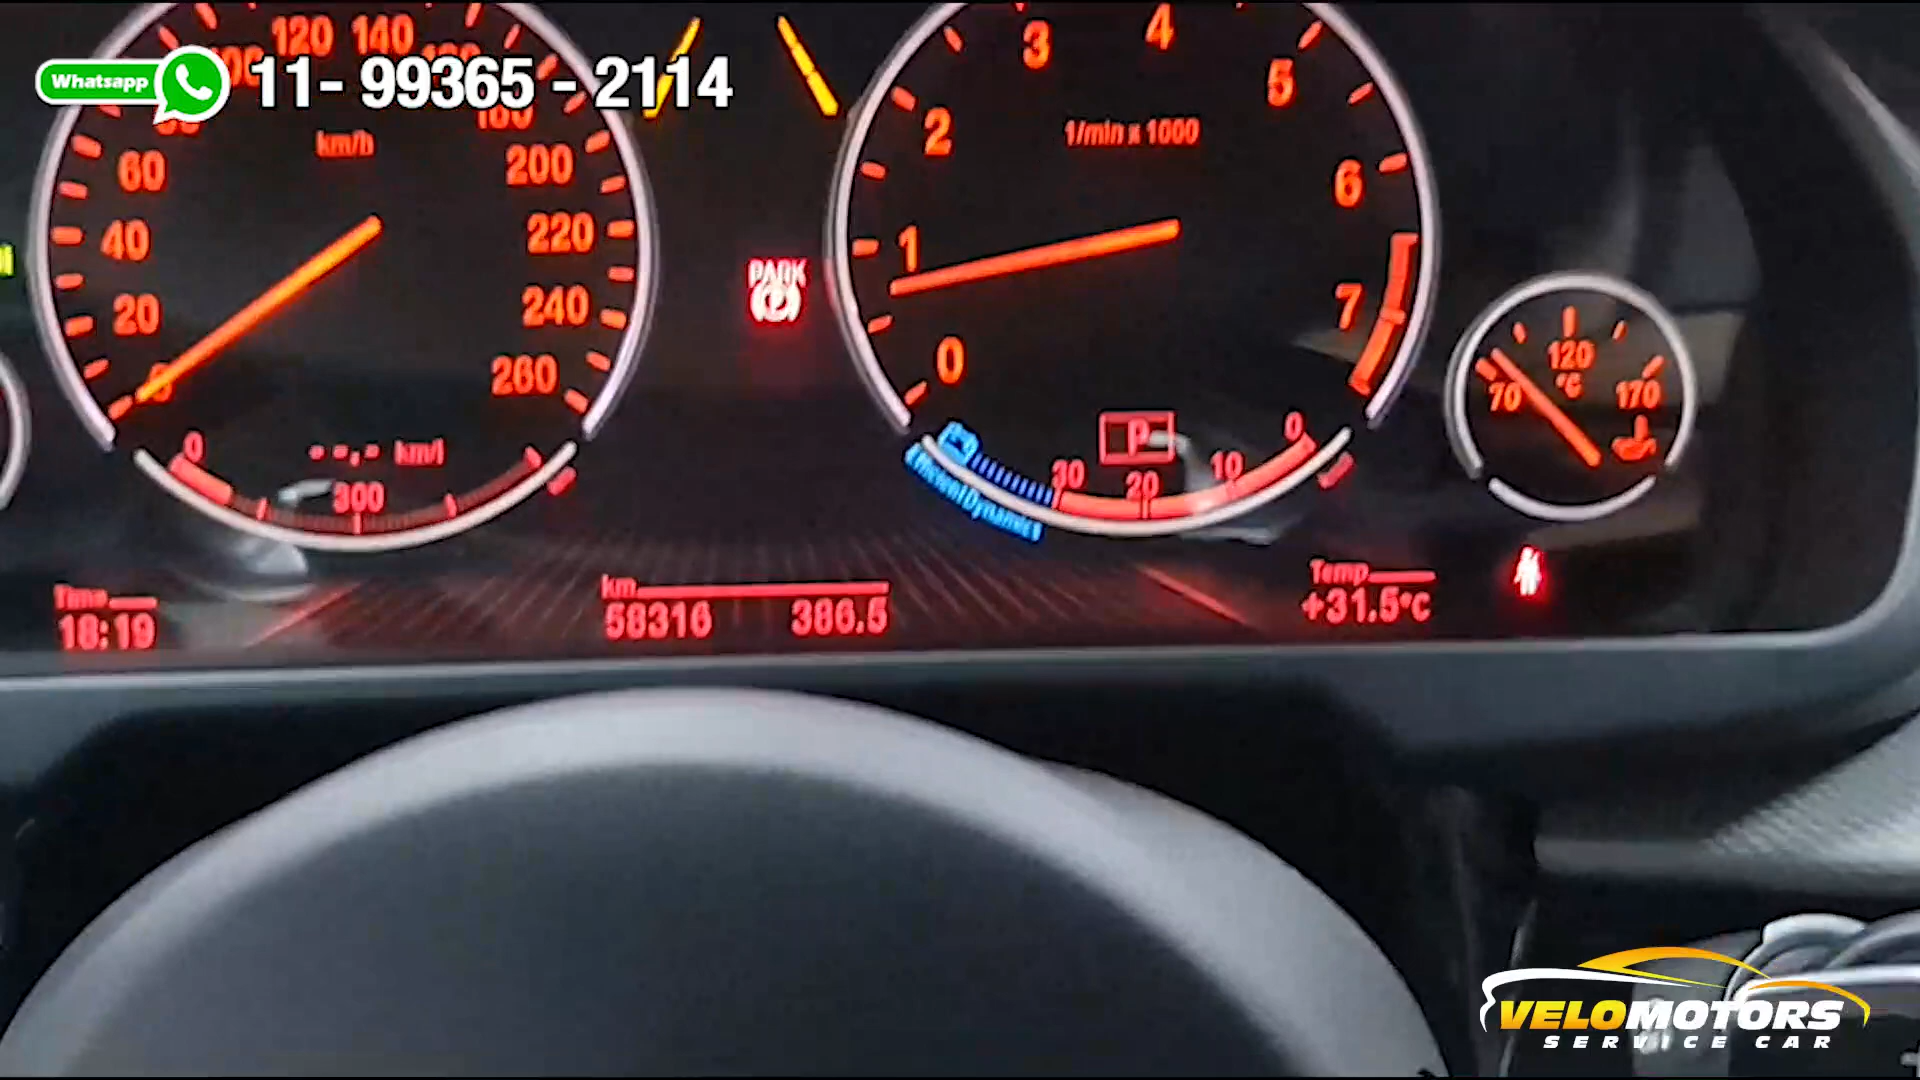 Whatsapp 11- 99365 - 2114
120 140
km/h
60
40
20
200
220
240
260
0
--,- km/l
300
PARK
P
1/min x 1000
0
1
2
3
4
5
6
7
P
30
20
10
0
EfficientDynamics
70
120
°C
170
Time
18:19
km
58316 386.5
Temp
+31.5°C
VELOMOTORS
SERVICE CAR